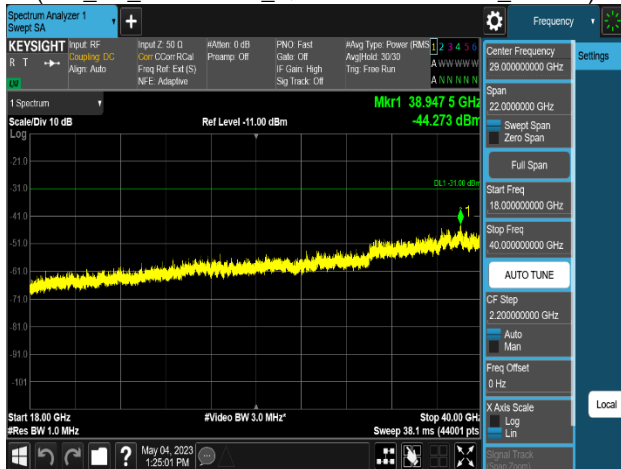 Spectrum Analyzer 1
Swept SA
Frequency
KEYSIGHT
R T
Input: RF
Coupling: DC
Align: Auto
Input Z: 50 Ω
Corr CCorr RCal
Freq Ref: Ext (S)
NFE: Adaptive
#Atten: 0 dB
Preamp: Off
PNO: Fast
Gate: Off
IF Gain: High
Sig Track: Off
#Avg Type: Power (RMS
Avg|Hold: 30/30
Trig: Free Run
1 2 3 4 5 6
A W W W W W
A N N N N N
1 Spectrum
Mkr1 38.947 5 GHz
-44.273 dBm
Scale/Div 10 dB
Ref Level -11.00 dBm
Log
-21.0
-31.0
DL1 -31.00 dBm
-41.0
1
-51.0
-61.0
-71.0
-81.0
-91.0
-101
Start 18.00 GHz
#Video BW 3.0 MHz*
Stop 40.00 GHz
#Res BW 1.0 MHz
Sweep 38.1 ms (44001 pts
May 04, 2023
1:25:01 PM
Center Frequency
29.000000000 GHz
Settings
Span
22.0000000 GHz
Swept Span
Zero Span
Full Span
Start Freq
18.000000000 GHz
Stop Freq
40.000000000 GHz
AUTO TUNE
CF Step
2.200000000 GHz
Auto
Man
Freq Offset
0 Hz
X Axis Scale
Log
Lin
Local
Signal Track
(Span Zoom)